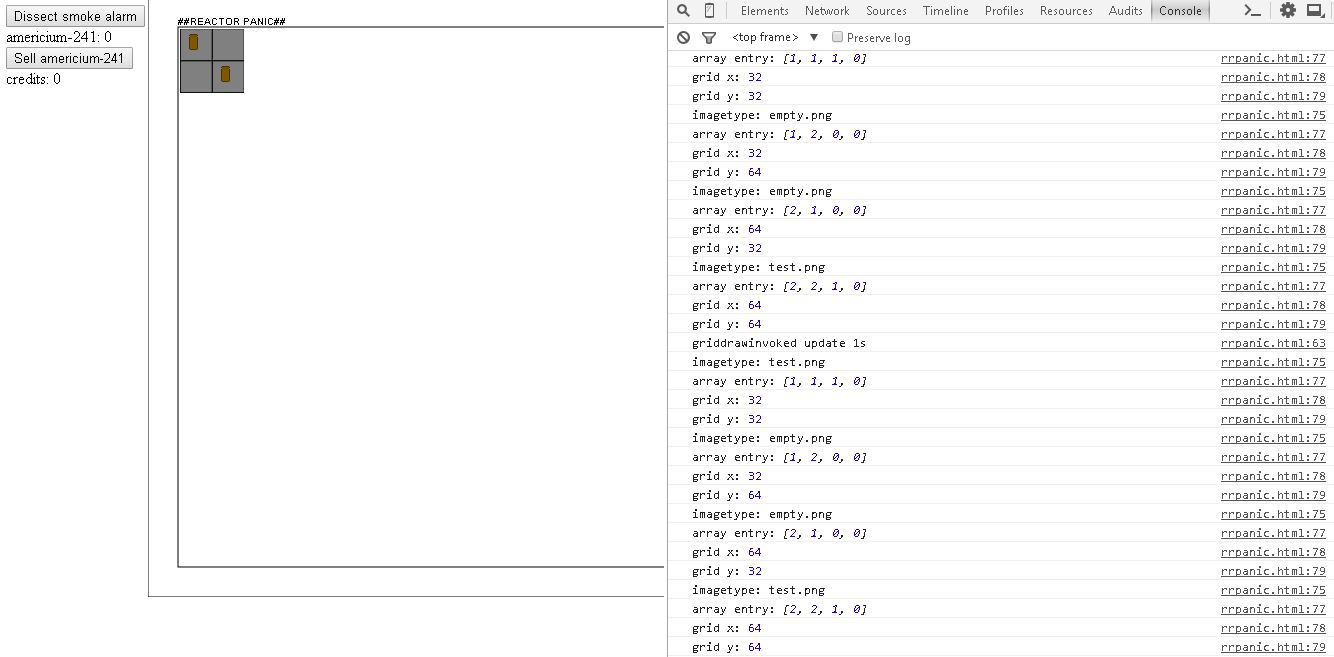 Dissect smoke alarm
americium-241: 0
Sell americium-241
credits: 0
##REACTOR PANIC##
Elements Network Sources Timeline Profiles Resources Audits Console
<top frame> ▼ Preserve log
array entry: [1, 1, 1, 0] rrpanic.html:77
grid x: 32 rrpanic.html:78
grid y: 32 rrpanic.html:79
imagetype: empty.png rrpanic.html:75
array entry: [1, 2, 0, 0] rrpanic.html:77
grid x: 32 rrpanic.html:78
grid y: 64 rrpanic.html:79
imagetype: empty.png rrpanic.html:75
array entry: [2, 1, 0, 0] rrpanic.html:77
grid x: 64 rrpanic.html:78
grid y: 32 rrpanic.html:79
imagetype: test.png rrpanic.html:75
array entry: [2, 2, 1, 0] rrpanic.html:77
grid x: 64 rrpanic.html:78
grid y: 64 rrpanic.html:79
griddrawinvoked update 1s rrpanic.html:63
imagetype: test.png rrpanic.html:75
array entry: [1, 1, 1, 0] rrpanic.html:77
grid x: 32 rrpanic.html:78
grid y: 32 rrpanic.html:79
imagetype: empty.png rrpanic.html:75
array entry: [1, 2, 0, 0] rrpanic.html:77
grid x: 32 rrpanic.html:78
grid y: 64 rrpanic.html:79
imagetype: empty.png rrpanic.html:75
array entry: [2, 1, 0, 0] rrpanic.html:77
grid x: 64 rrpanic.html:78
grid y: 32 rrpanic.html:79
imagetype: test.png rrpanic.html:75
array entry: [2, 2, 1, 0] rrpanic.html:77
grid x: 64 rrpanic.html:78
grid y: 64 rrpanic.html:79